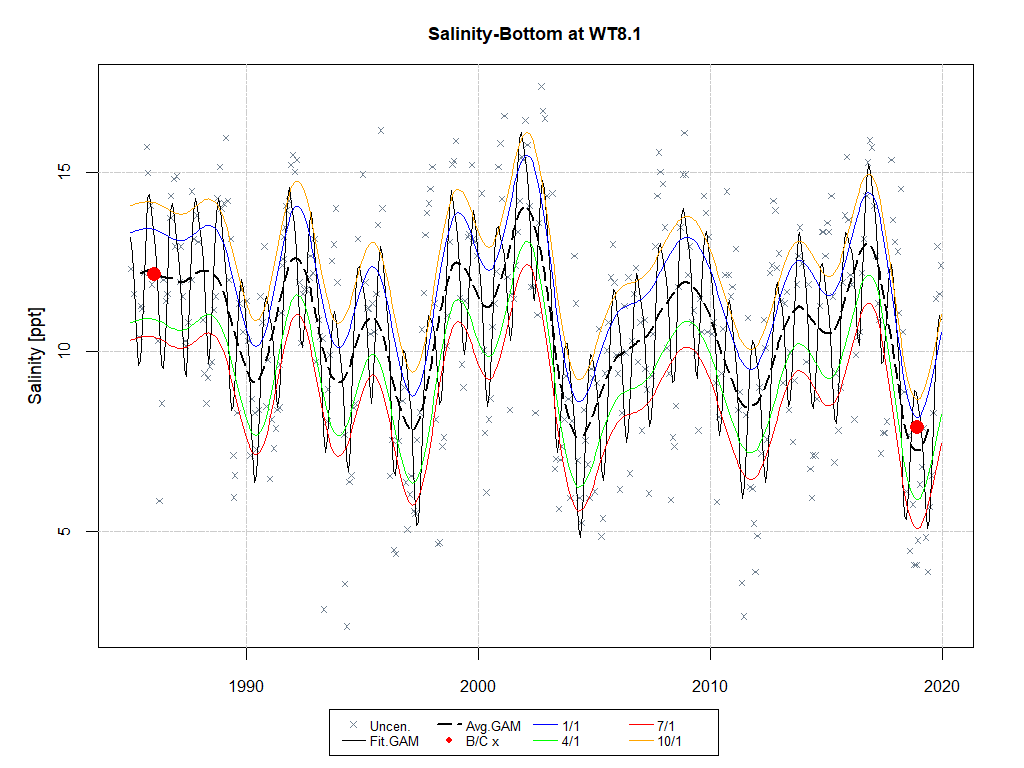 Salinity-Bottom at WT8.1
Salinity [ppt]
15
10
5
1990 2000 2010 2020
Uncen. Avg.GAM 1/1 7/1
Fit.GAM B/C x 4/1 10/1